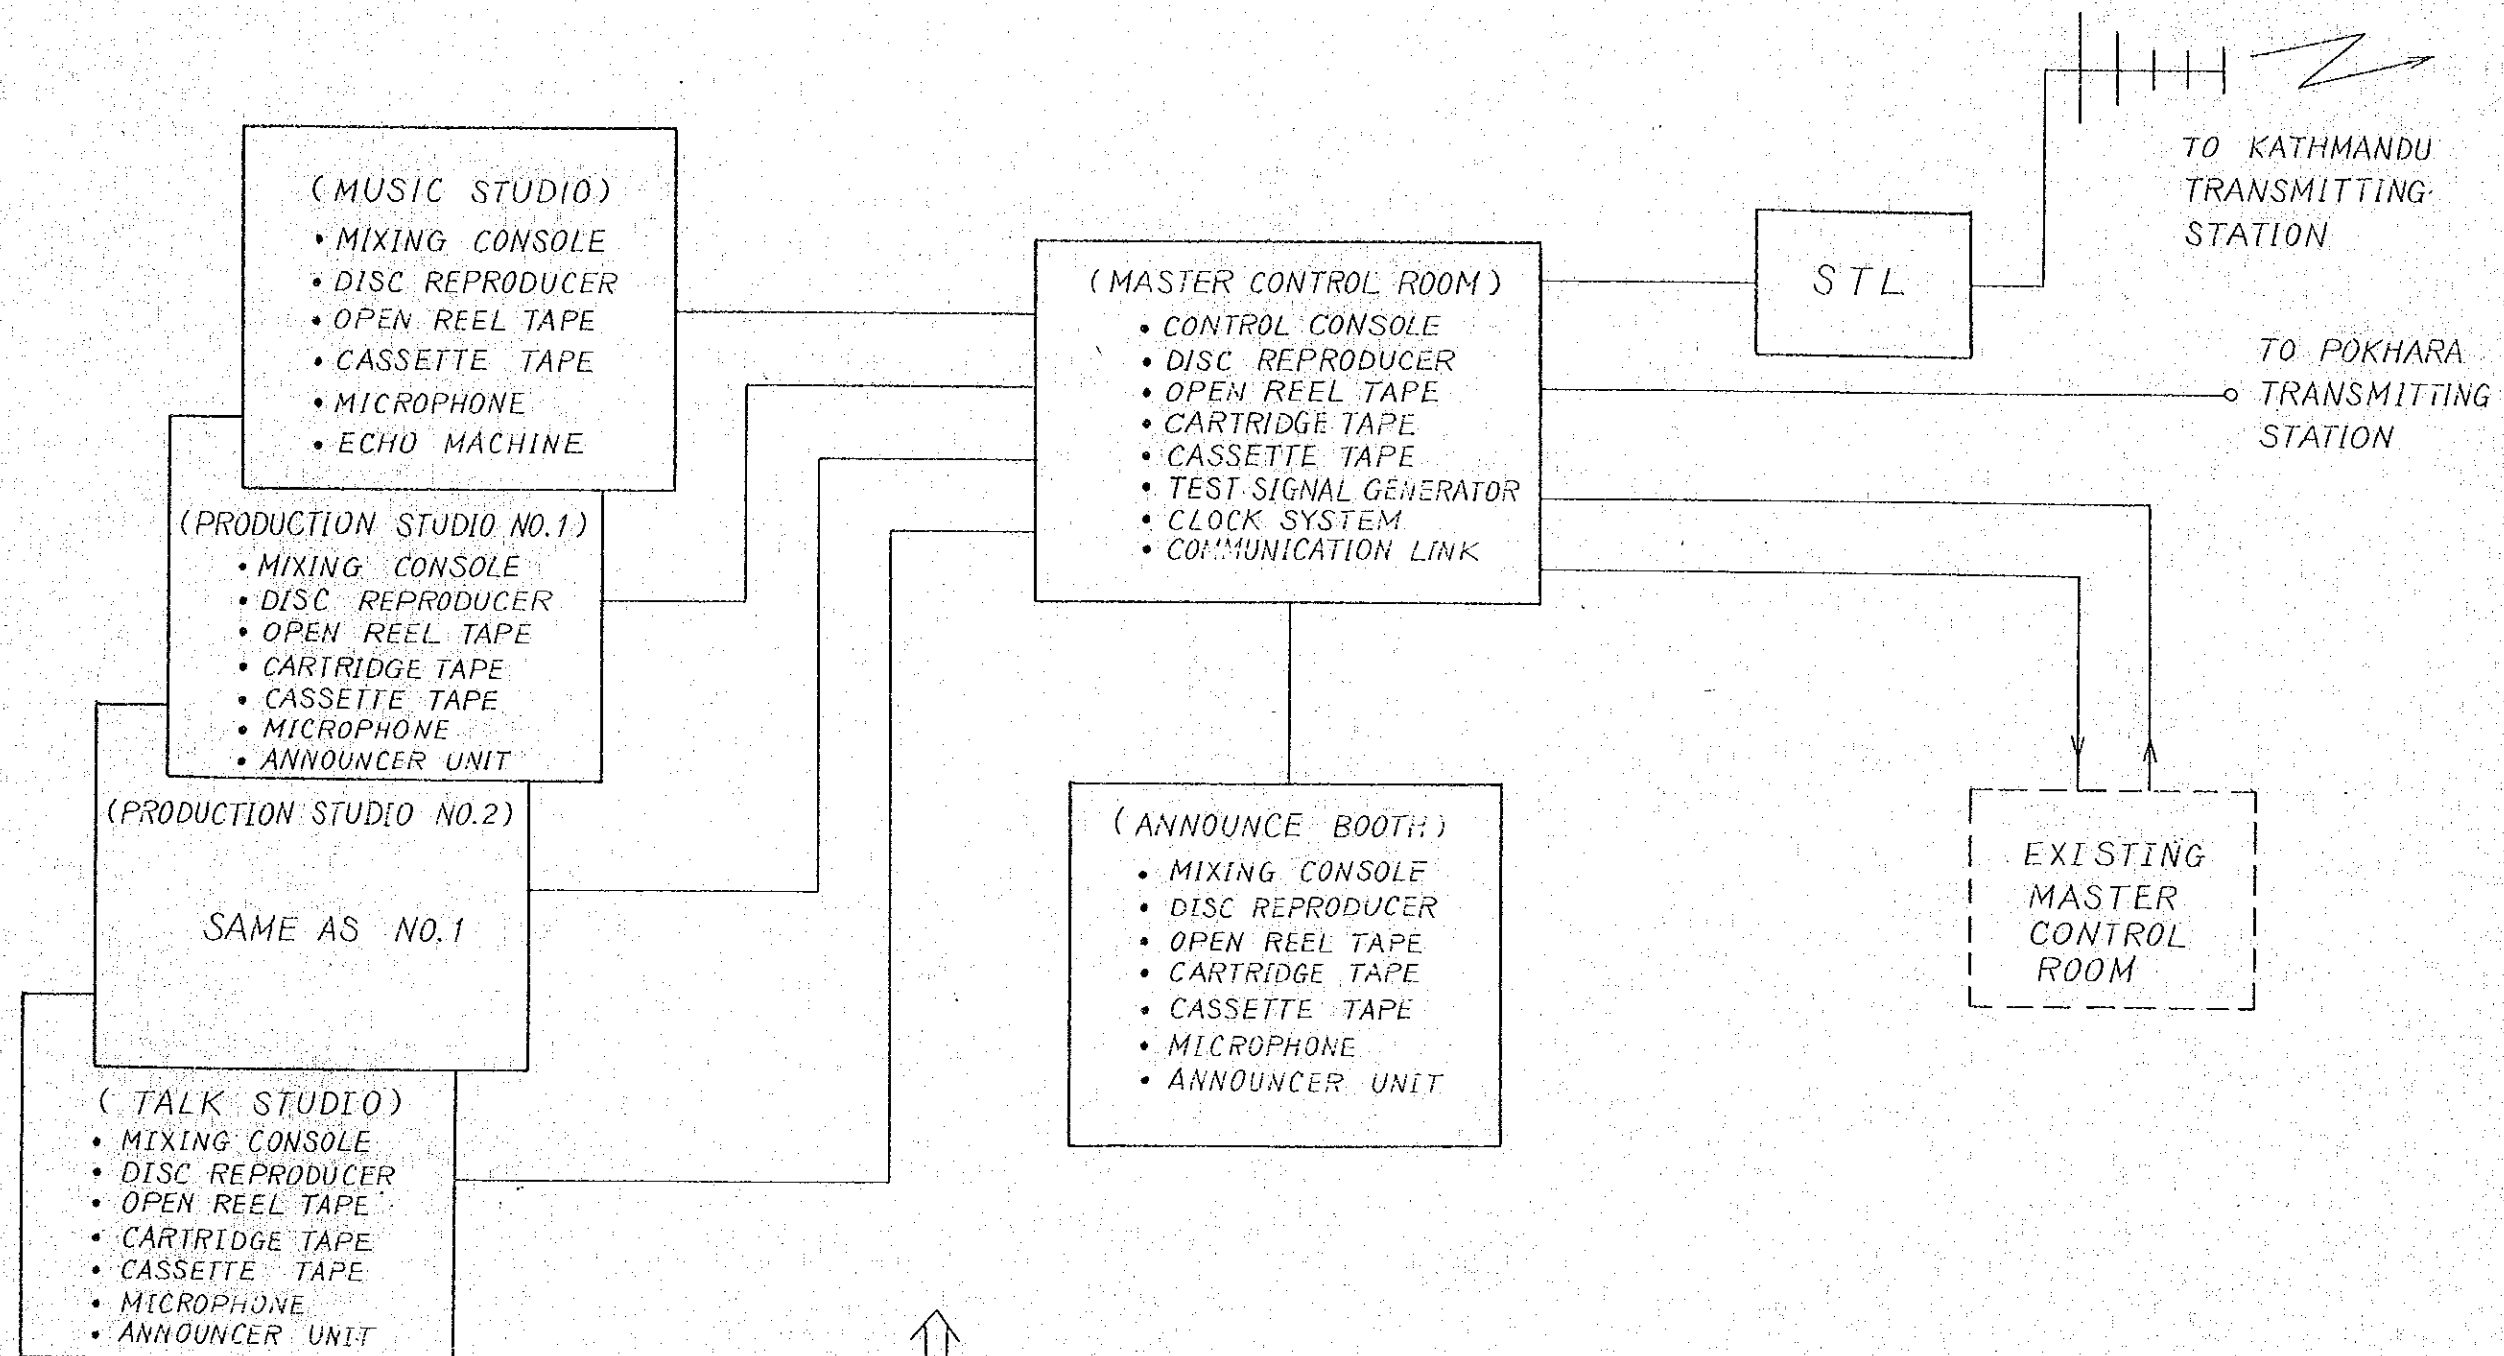 (MUSIC STUDIO)
• MIXING CONSOLE
• DISC REPRODUCER
• OPEN REEL TAPE
• CASSETTE TAPE
• MICROPHONE
• ECHO MACHINE
(PRODUCTION STUDIO NO.1)
• MIXING CONSOLE
• DISC REPRODUCER
• OPEN REEL TAPE
• CARTRIDGE TAPE
• CASSETTE TAPE
• MICROPHONE
• ANNOUNCER UNIT
(PRODUCTION STUDIO NO.2)
SAME AS NO.1
(TALK STUDIO)
• MIXING CONSOLE
• DISC REPRODUCER
• OPEN REEL TAPE
• CARTRIDGE TAPE
• CASSETTE TAPE
• MICROPHONE
• ANNOUNCER UNIT
(MASTER CONTROL ROOM)
• CONTROL CONSOLE
• DISC REPRODUCER
• OPEN REEL TAPE
• CARTRIDGE TAPE
• CASSETTE TAPE
• TEST SIGNAL GENERATOR
• CLOCK SYSTEM
• COMMUNICATION LINK
(ANNOUNCE BOOTH)
• MIXING CONSOLE
• DISC REPRODUCER
• OPEN REEL TAPE
• CARTRIDGE TAPE
• CASSETTE TAPE
• MICROPHONE
• ANNOUNCER UNIT
STL
TO KATHMANDU
TRANSMITTING
STATION
TO POKHARA
TRANSMITTING
STATION
EXISTING
MASTER
CONTROL
ROOM